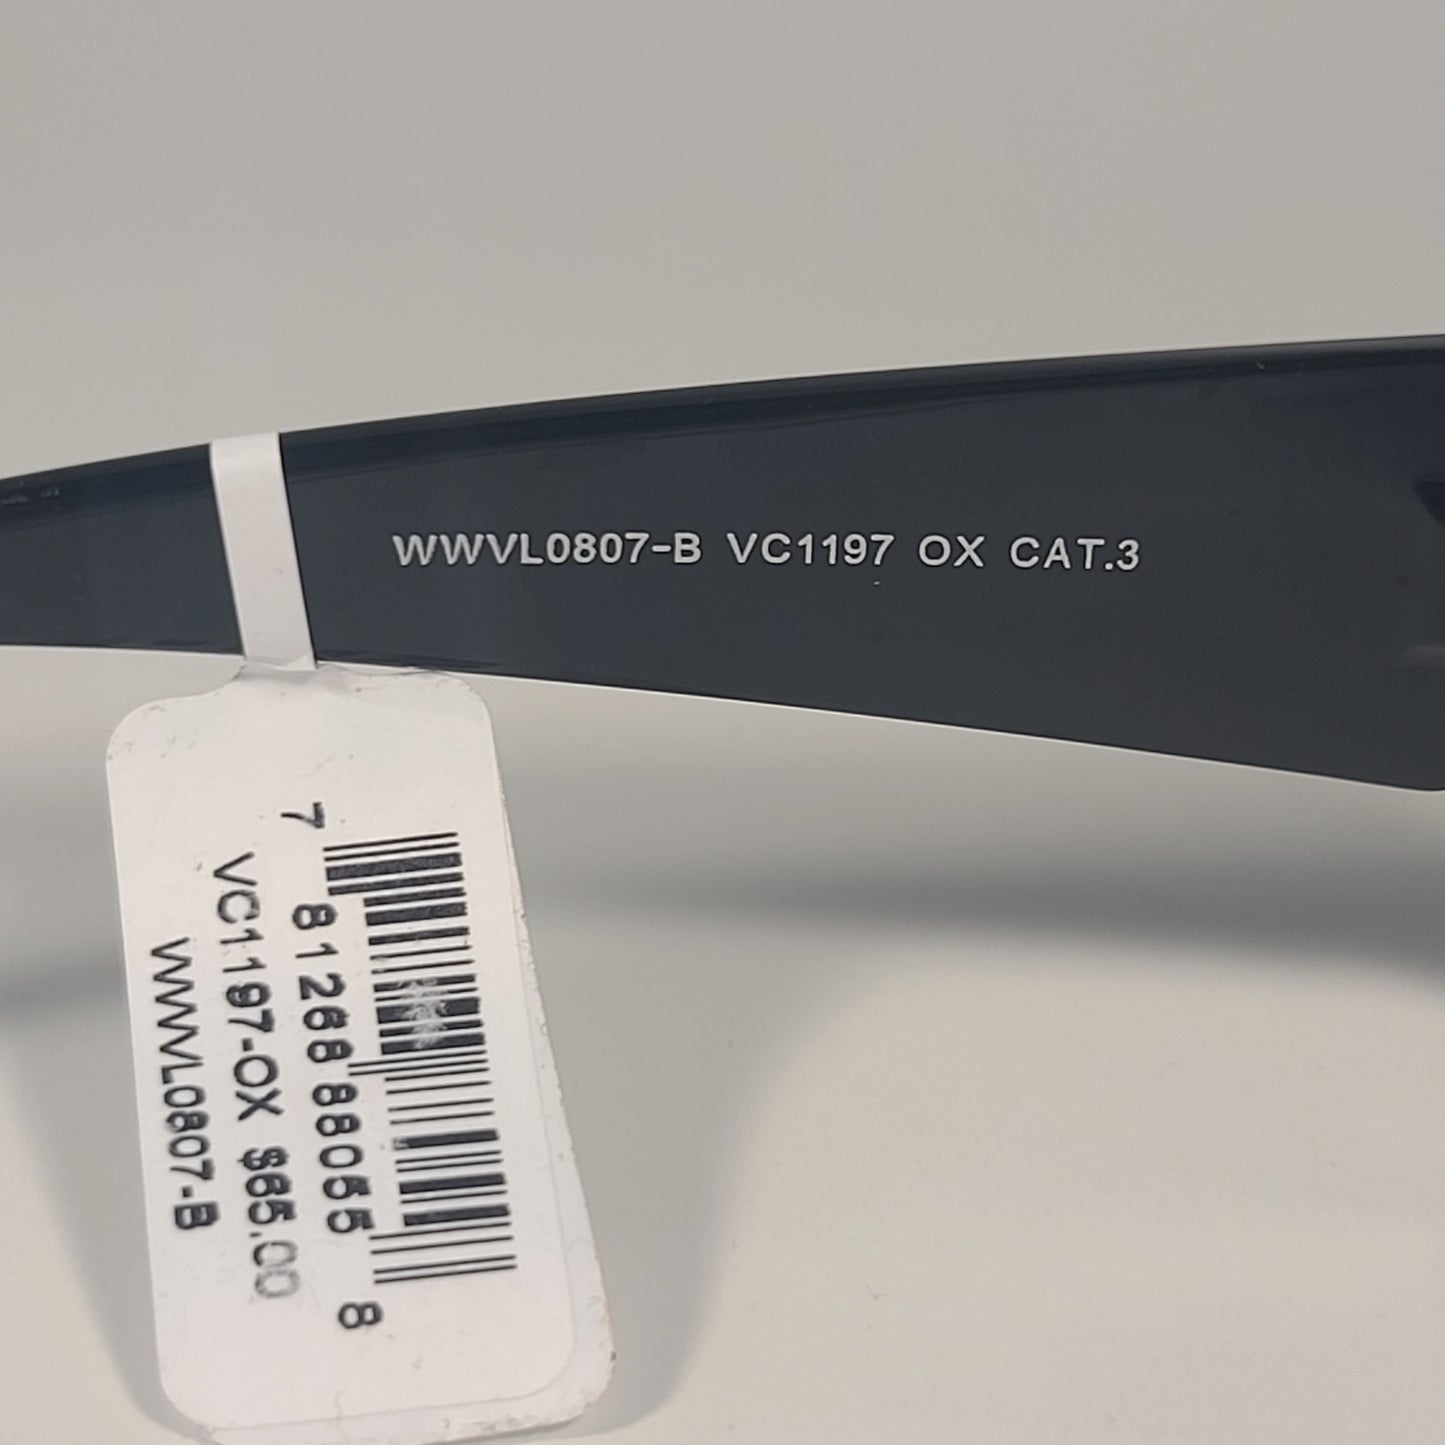 WWVL0807-B VC1197 OX CAT.3
7 81268 88055 8
VC1197-OX $65.00
WWVL0807-B